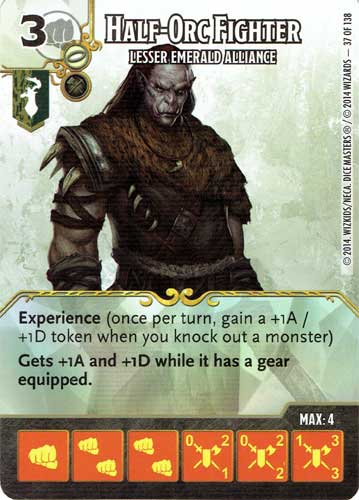 3
HALF-ORC FIGHTER
LESSER EMERALD ALLIANCE
0
©2014 WIZKIDS/NECA. DICE MASTERS® / © 2014 WIZARDS — 37 OF 138
Experience (once per turn, gain a +1A /
+1D token when you knock out a monster)
Gets +1A and +1D while it has a gear
equipped.
MAX: 4
0 2 1
0 2 2
1 3 3